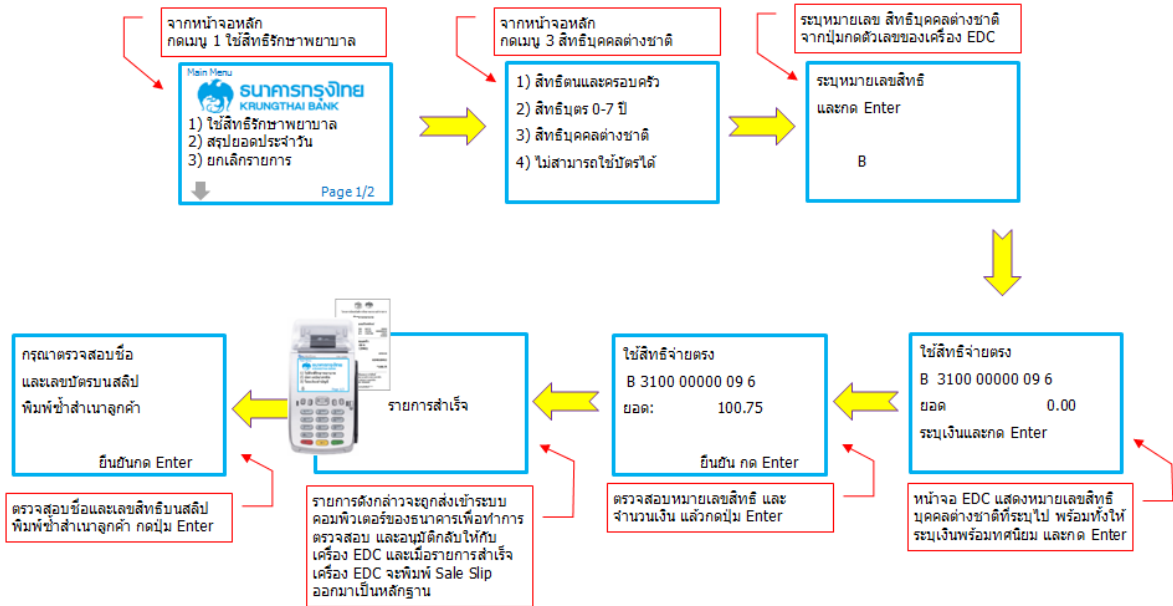 จากหน้าจอหลัก
กดเมนู 1 ใช้สิทธิรักษาพยาบาล
Main Menu
ธนาคารกรุงไทย
KRUNGTHAI BANK
1) ใช้สิทธิรักษาพยาบาล
2) สรุปยอดประจำวัน
3) ยกเลิกรายการ
Page 1/2
จากหน้าจอหลัก
กดเมนู 3 สิทธิบุคคลต่างชาติ
1) สิทธิตนและครอบครัว
2) สิทธิบุตร 0-7 ปี
3) สิทธิบุคคลต่างชาติ
4) ไม่สามารถใช้บัตรได้
ระบุหมายเลข สิทธิบุคคลต่างชาติ
จากปุ่มกดตัวเลขของเครื่อง EDC
ระบุหมายเลขสิทธิ
และกด Enter
B
ใช้สิทธิจ่ายตรง
B 3100 00000 09 6
ยอด 0.00
ระบุเงินและกด Enter
หน้าจอ EDC แสดงหมายเลขสิทธิ
บุคคลต่างชาติที่ระบุไป พร้อมทั้งให้
ระบุเงินพร้อมทศนิยม และกด Enter
ใช้สิทธิจ่ายตรง
B 3100 00000 09 6
ยอด: 100.75
ยืนยัน กด Enter
ตรวจสอบหมายเลขสิทธิ และ
จำนวนเงิน แล้วกดปุ่ม Enter
รายการสำเร็จ
รายการดังกล่าวจะถูกส่งเข้าระบบ
คอมพิวเตอร์ของธนาคารเพื่อทำการ
ตรวจสอบ และอนุมัติกลับให้กับ
เครื่อง EDC และเมื่อรายการสำเร็จ
เครื่อง EDC จะพิมพ์ Sale Slip
ออกมาเป็นหลักฐาน
กรุณาตรวจสอบชื่อ
และเลขบัตรบนสลิป
พิมพ์ซ้ำสำเนาลูกค้า
ยืนยันกด Enter
ตรวจสอบชื่อและเลขสิทธิบนสลิป
พิมพ์ซ้ำสำเนาลูกค้า กดปุ่ม Enter